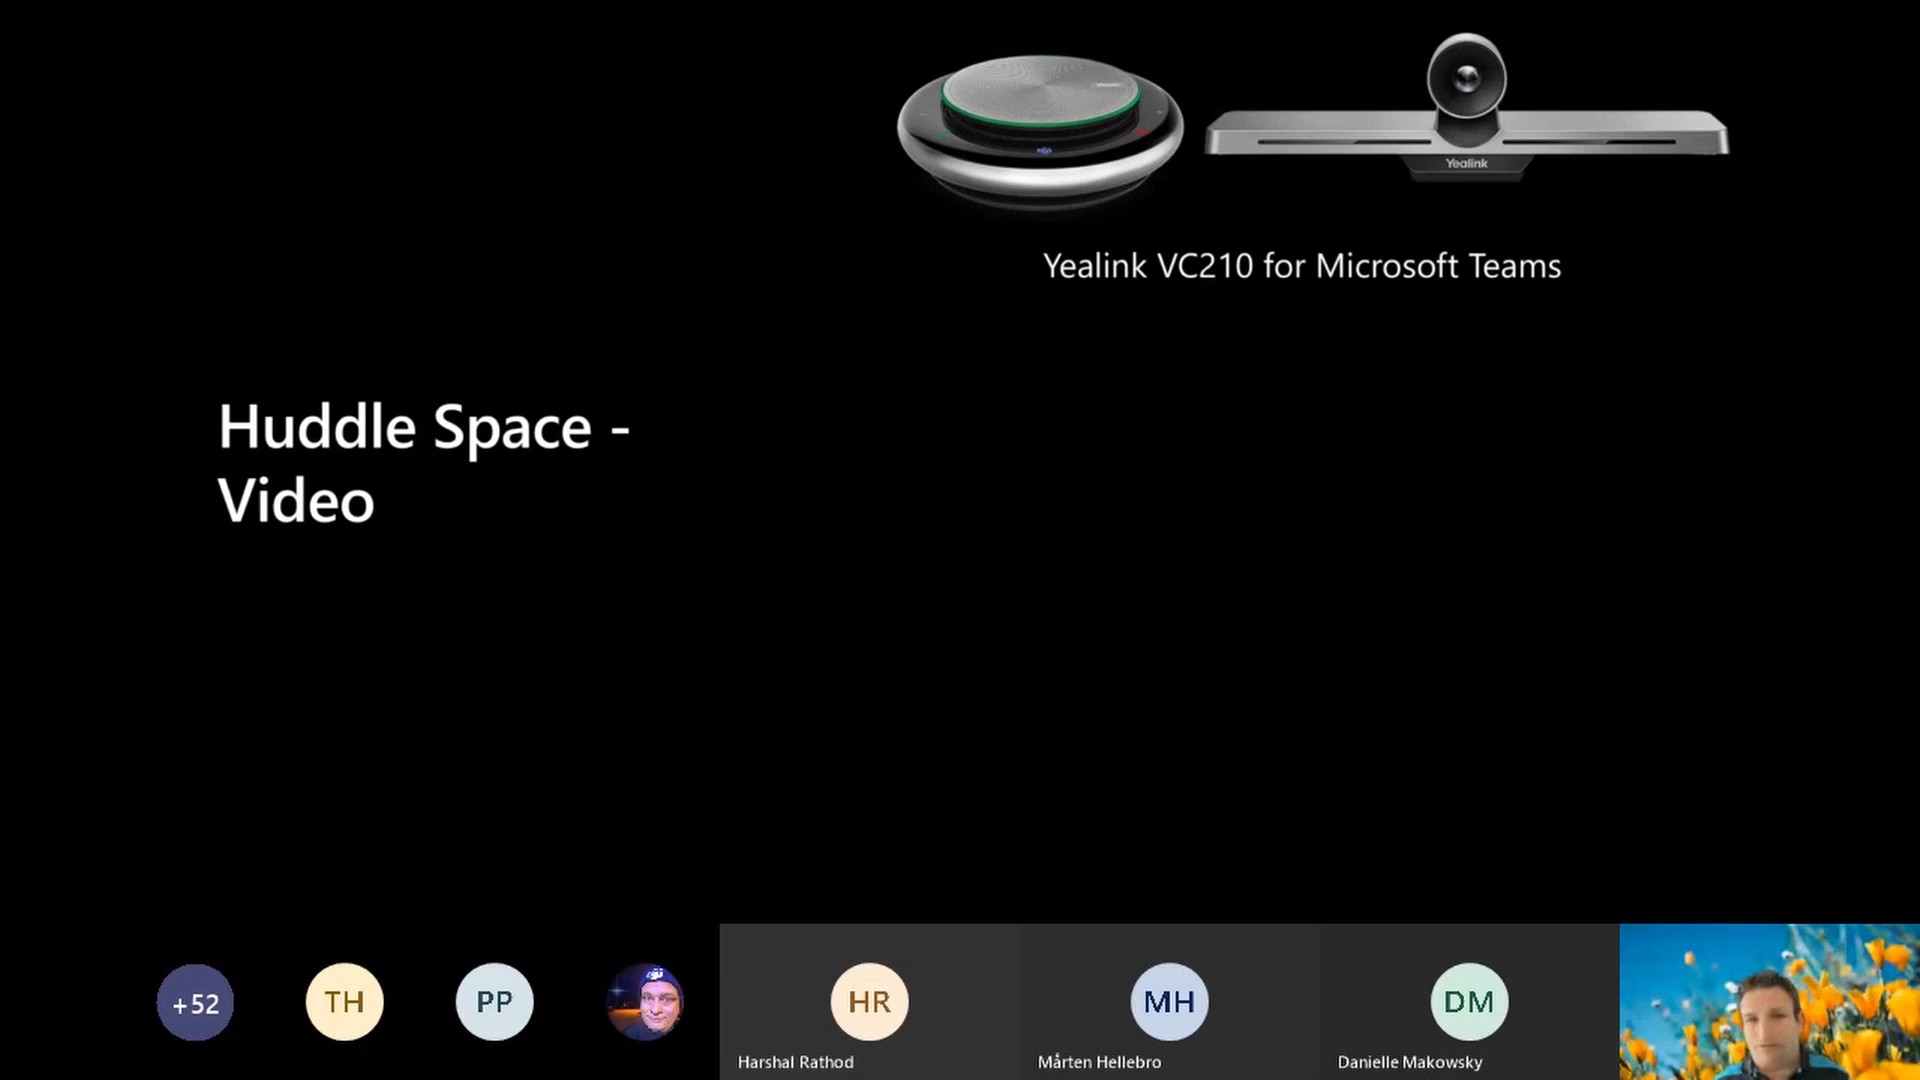 Yealink
Yealink VC210 for Microsoft Teams
Huddle Space -
Video
+52
TH
PP
HR
MH
DM
Harshal Rathod
Mårten Hellebro
Danielle Makowsky